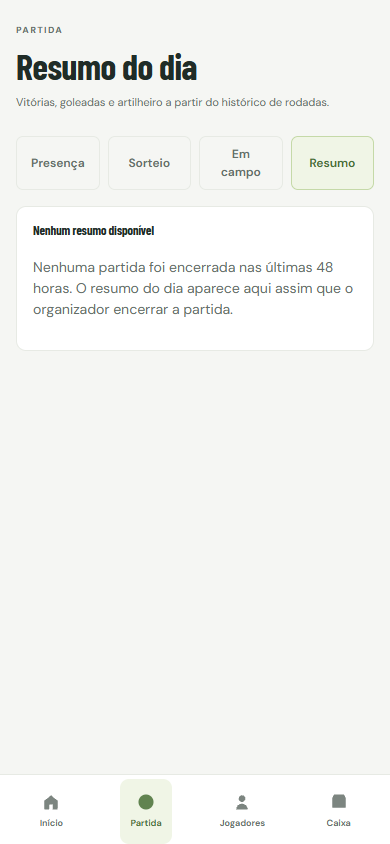 PARTIDA
Resumo do dia
Vitórias, goleadas e artilheiro a partir do histórico de rodadas.
Presença
Sorteio
Em
campo
Resumo
Nenhum resumo disponível
Nenhuma partida foi encerrada nas últimas 48
horas. O resumo do dia aparece aqui assim que o
organizador encerrar a partida.
Início
Partida
Jogadores
Caixa